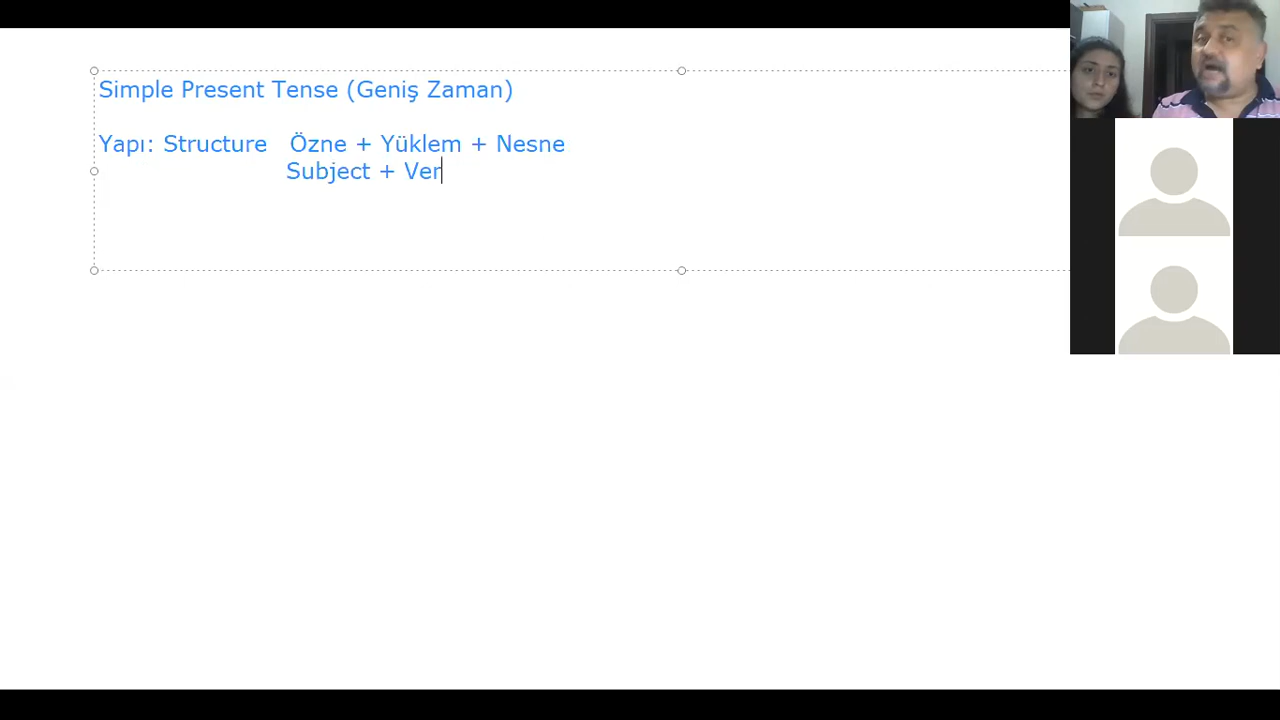 Simple Present Tense (Geniş Zaman)
Yapı: Structure Özne + Yüklem + Nesne
Subject + Ver